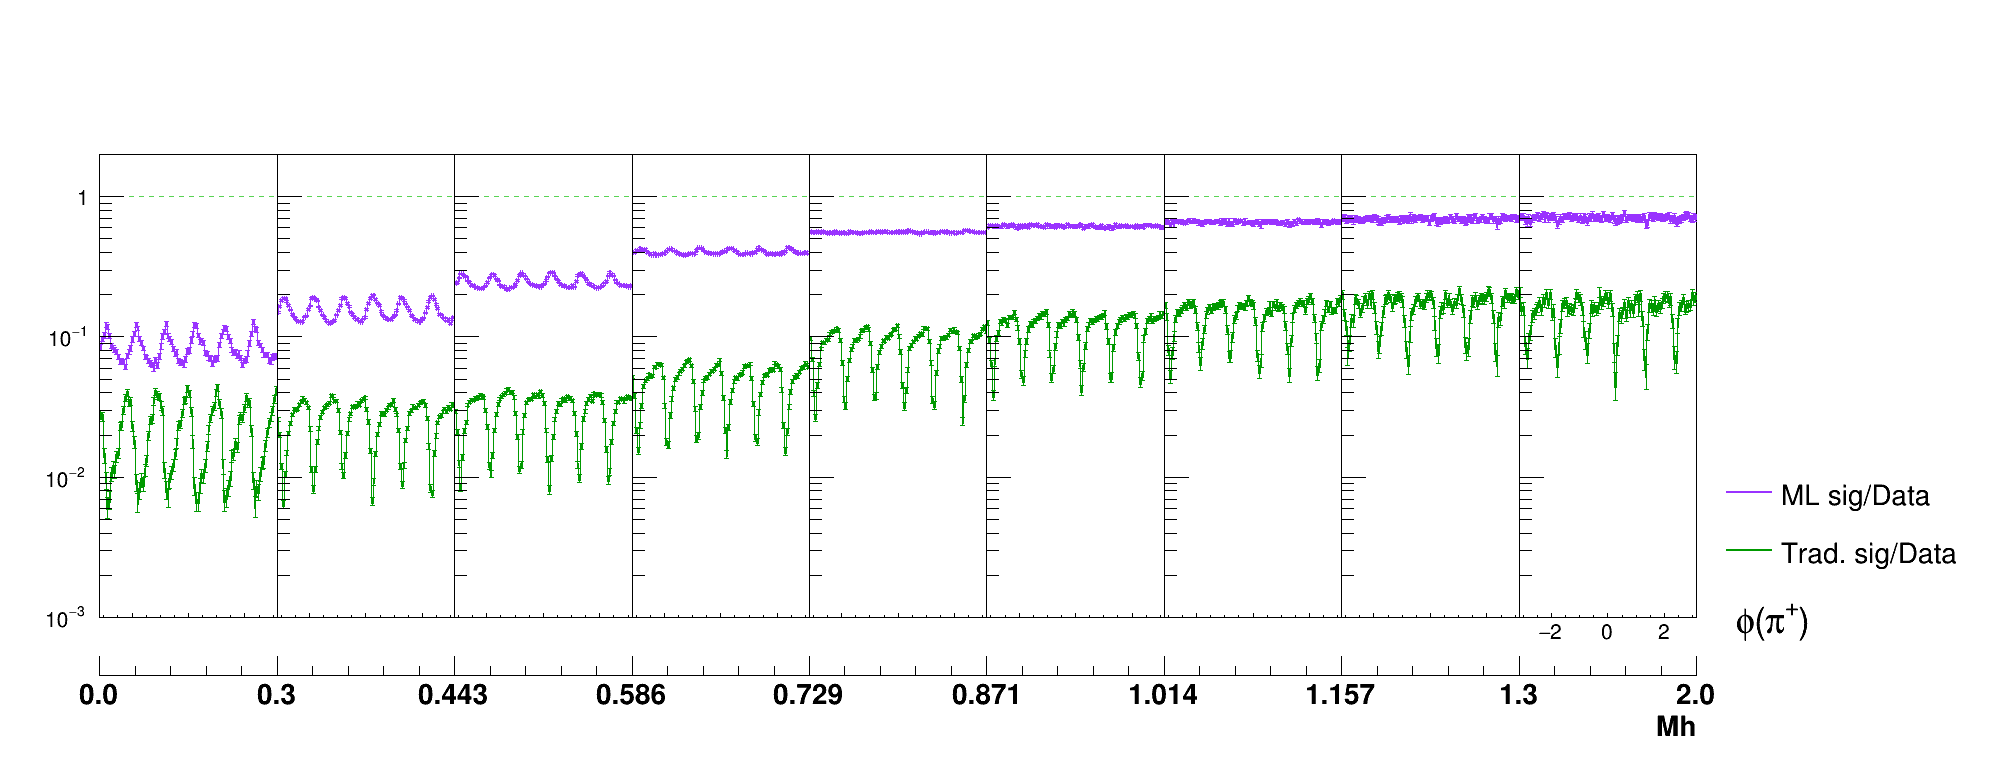 1
10⁻¹
10⁻²
10⁻³
ML sig/Data
Trad. sig/Data
−2 0 2
ϕ(π⁺)
0.0 0.3 0.443 0.586 0.729 0.871 1.014 1.157 1.3 2.0
Mh